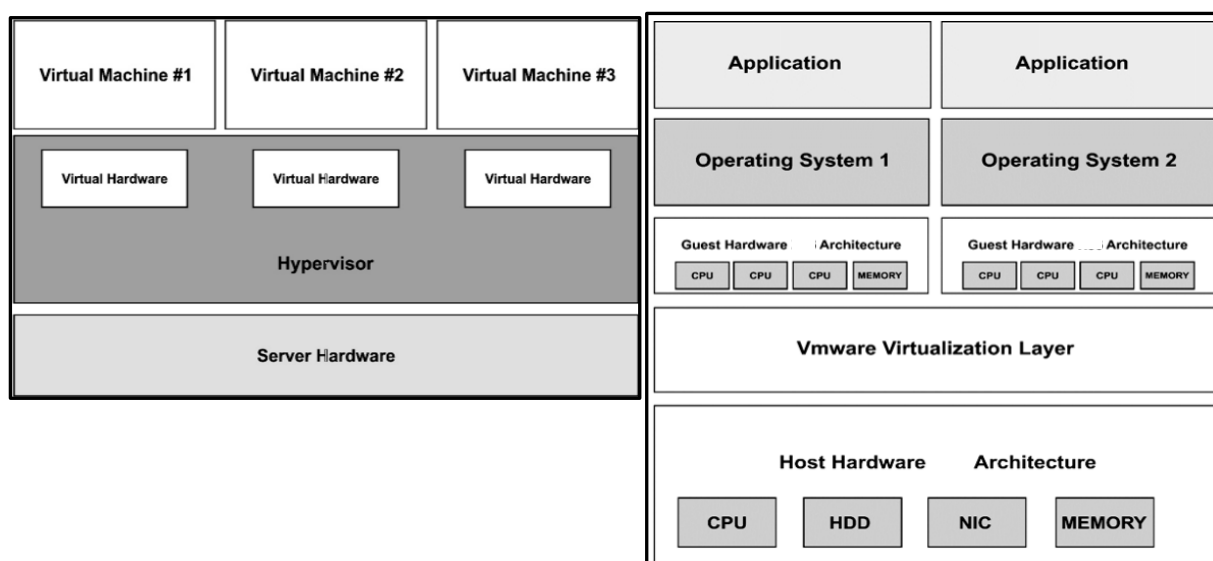 Virtual Machine #1
Virtual Machine #2
Virtual Machine #3
Virtual Hardware
Virtual Hardware
Virtual Hardware
Hypervisor
Server Hardware
Application
Application
Operating System 1
Operating System 2
Guest Hardware Architecture
CPU
CPU
CPU
MEMORY
Guest Hardware Architecture
CPU
CPU
CPU
MEMORY
Vmware Virtualization Layer
Host Hardware Architecture
CPU
HDD
NIC
MEMORY